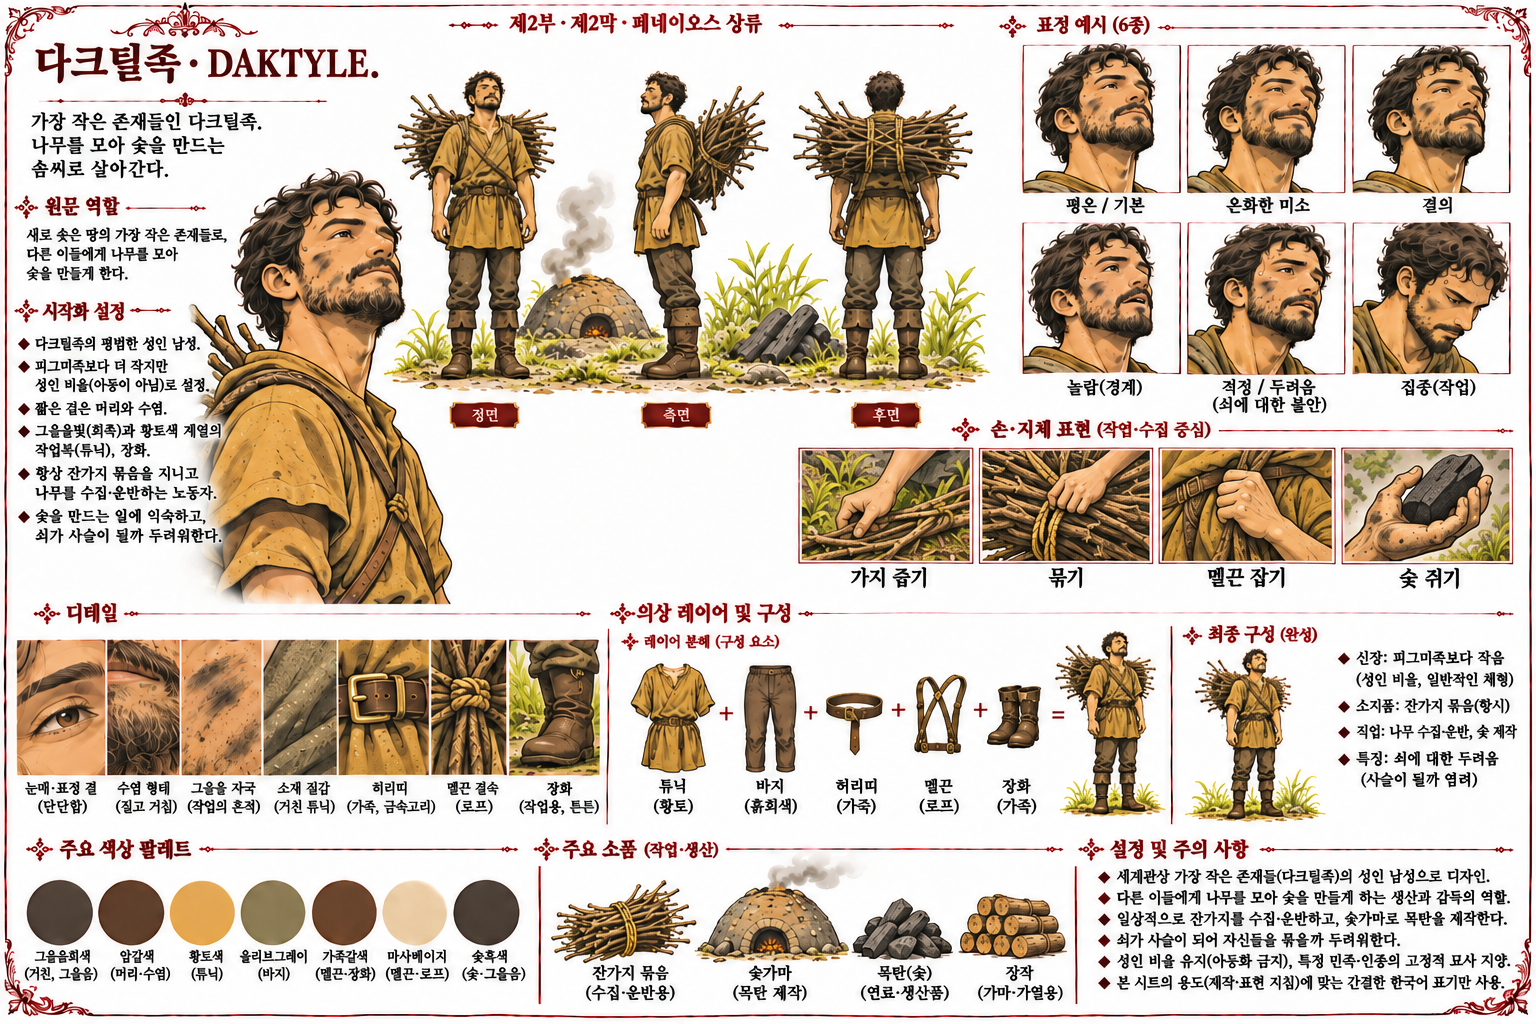 다크틸족 · DAKTYLE.
가장 작은 존재들인 다크틸족.
나무를 모아 숯을 만드는
솜씨로 살아간다.
원문 역할
새로 솟은 땅의 가장 작은 존재들로,
다른 이들에게 나무를 모아
숯을 만들게 한다.
시작화 설정
◆ 다크틸족의 평범한 성인 남성.
◆ 피그미족보다 더 작지만
성인 비율(아동이 아님)로 설정.
◆ 짧은 검은 머리와 수염.
◆ 그을음빛(회족)과 황토색 계열의
작업복(튜닉), 장화.
◆ 항상 잔가지 묶음을 지니고
나무를 수집·운반하는 노동자.
◆ 숯을 만드는 일에 익숙하고,
쇠가 사슬이 될까 두려워한다.
제2부 · 제2막 · 페네이오스 상류
정면
측면
후면
표정 예시 (6종)
평온 / 기본
온화한 미소
결의
놀람(경계)
걱정 / 두려움
(쇠에 대한 불안)
집중(작업)
손·지체 표현 (작업·수집 중심)
가지 줍기
묶기
멜끈 잡기
숯 쥐기
디테일
눈매·표정 결
(단단함)
수염 형태
(짙고 거침)
그을음 자국
(작업의 흔적)
소재 질감
(거친 튜닉)
허리띠
(가죽, 금속고리)
멜끈 결속
(로프)
장화
(작업용, 튼튼)
의상 레이어 및 구성
레이어 분해 (구성 요소)
+ + + + =
튜닉
(황토)
바지
(흙회색)
허리띠
(가죽)
멜끈
(로프)
장화
(가죽)
최종 구성 (완성)
◆ 신장: 피그미족보다 작음
(성인 비율, 일반적인 체형)
◆ 소지품: 잔가지 묶음(항시)
◆ 직업: 나무 수집·운반, 숯 제작
◆ 특징: 쇠에 대한 두려움
(사슬이 될까 염려)
주요 색상 팔레트
그을음회색
(거친, 그을음)
암갈색
(머리·수염)
황토색
(튜닉)
올리브그레이
(바지)
가죽갈색
(멜끈·장화)
마사베이지
(멜끈·로프)
숯흑색
(숯·그을음)
주요 소품 (작업·생산)
잔가지 묶음
(수집·운반용)
숯가마
(목탄 제작)
목탄(숯)
(연료·생산품)
장작
(가마·가열용)
설정 및 주의 사항
◆ 세계관상 가장 작은 존재들(다크틸족)의 성인 남성으로 디자인.
◆ 다른 이들에게 나무를 모아 숯을 만들게 하는 생산과 감독의 역할.
◆ 일상적으로 잔가지를 수집·운반하고, 숯가마로 목탄을 제작한다.
◆ 쇠가 사슬이 되어 자신들을 묶을까 두려워한다.
◆ 성인 비율 유지(아동화 금지), 특정 민족·인종의 고정적 묘사 지양.
◆ 본 시트의 용도(제작·표현 지침)에 맞는 간결한 한국어 표기만 사용.